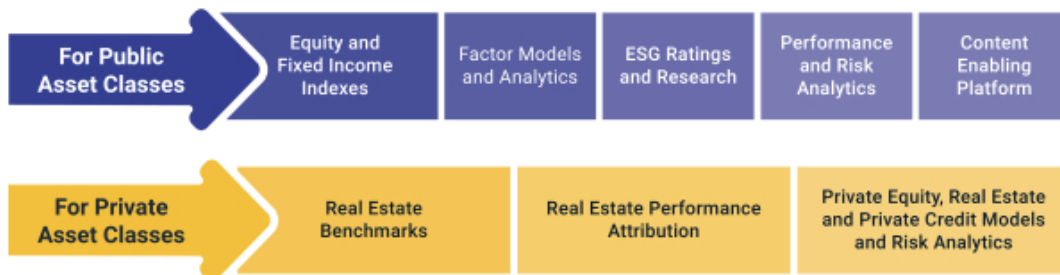 For Public
Asset Classes
Equity and
Fixed Income
Indexes
Factor Models
and Analytics
ESG Ratings
and Research
Performance
and Risk
Analytics
Content
Enabling
Platform
For Private
Asset Classes
Real Estate
Benchmarks
Real Estate Performance
Attribution
Private Equity, Real Estate
and Private Credit Models
and Risk Analytics